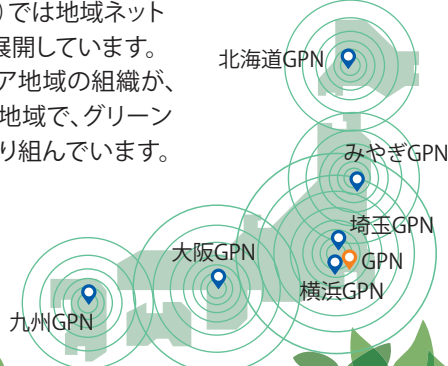 ）では地域ネット
展開しています。
ア地域の組織が、
地域で、グリーン
り組んでいます。
北海道GPN
みやぎGPN
埼玉GPN
GPN
横浜GPN
大阪GPN
九州GPN